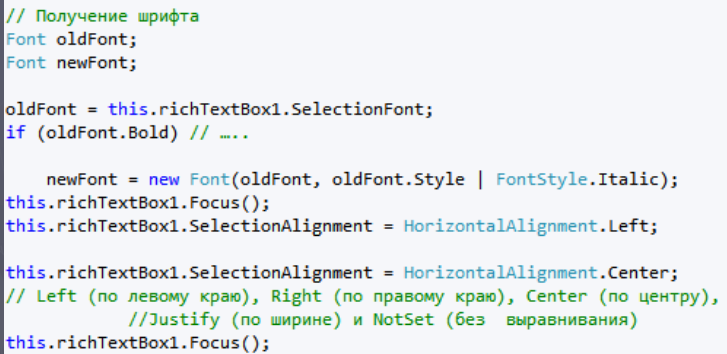 // Получение шрифта
Font oldFont;
Font newFont;
oldFont = this.richTextBox1.SelectionFont;
if (oldFont.Bold) // …..
newFont = new Font(oldFont, oldFont.Style | FontStyle.Italic);
this.richTextBox1.Focus();
this.richTextBox1.SelectionAlignment = HorizontalAlignment.Left;
this.richTextBox1.SelectionAlignment = HorizontalAlignment.Center;
// Left (по левому краю), Right (по правому краю), Center (по центру),
//Justify (по ширине) и NotSet (без  выравнивания)
this.richTextBox1.Focus();